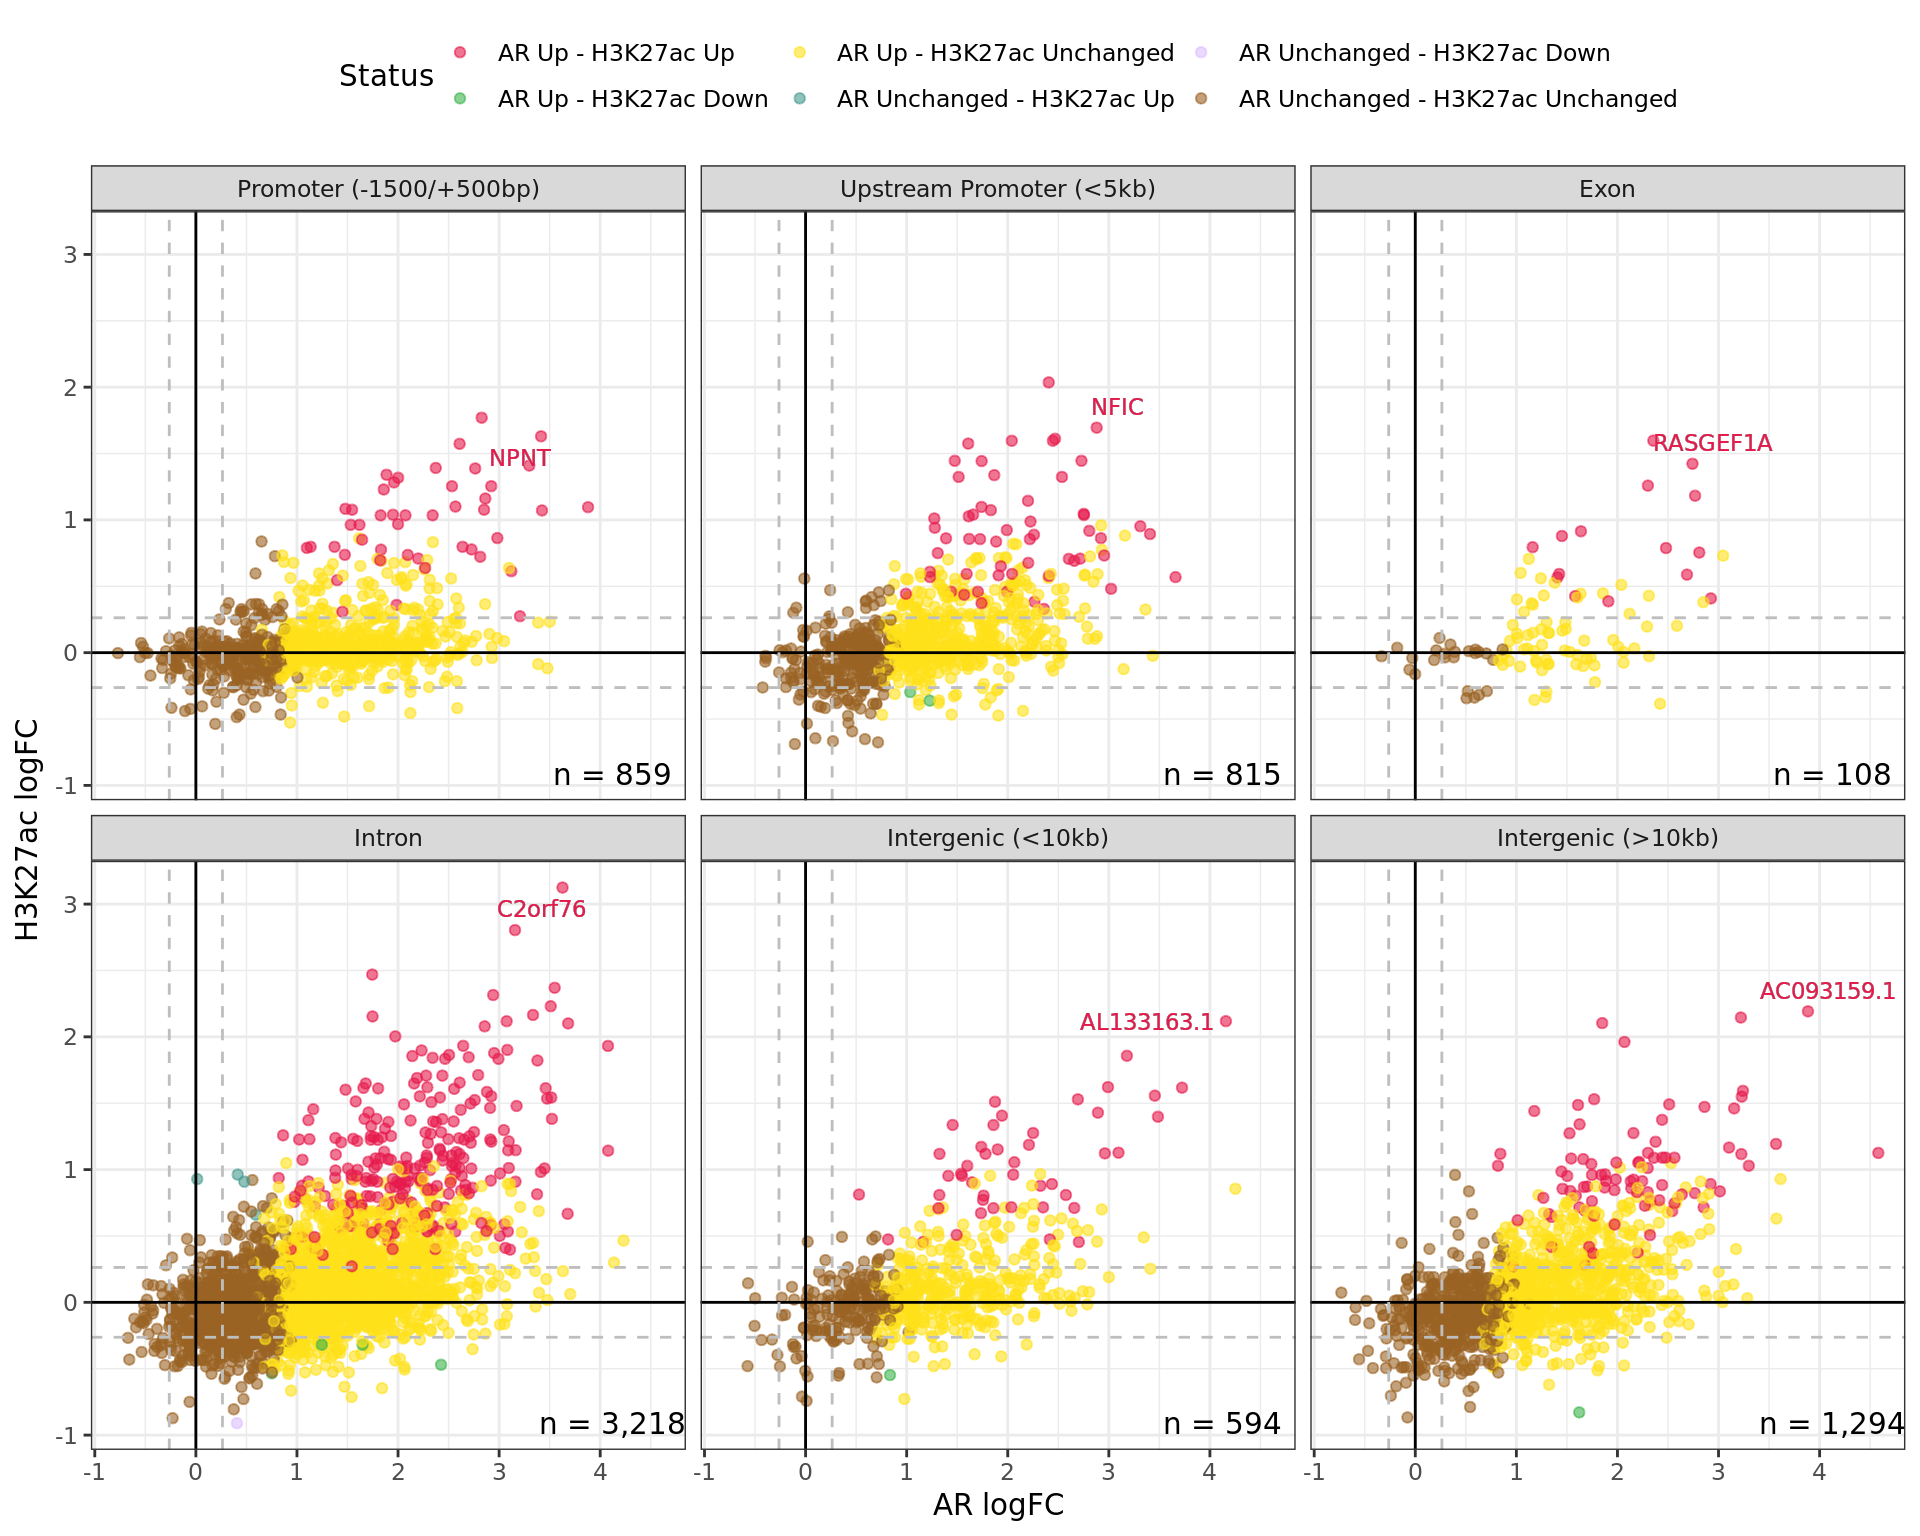 Status
AR Up - H3K27ac Up
AR Up - H3K27ac Unchanged
AR Unchanged - H3K27ac Down
AR Up - H3K27ac Down
AR Unchanged - H3K27ac Up
AR Unchanged - H3K27ac Unchanged
Promoter (-1500/+500bp)
Upstream Promoter (<5kb)
Exon
3
2
1
0
-1
NPNT
n = 859
NFIC
n = 815
RASGEF1A
n = 108
H3K27ac logFC
Intron
Intergenic (<10kb)
Intergenic (>10kb)
3
2
1
0
-1
C2orf76
n = 3,218
AL133163.1
n = 594
AC093159.1
n = 1,294
-1 0 1 2 3 4
-1 0 1 2 3 4
-1 0 1 2 3 4
AR logFC